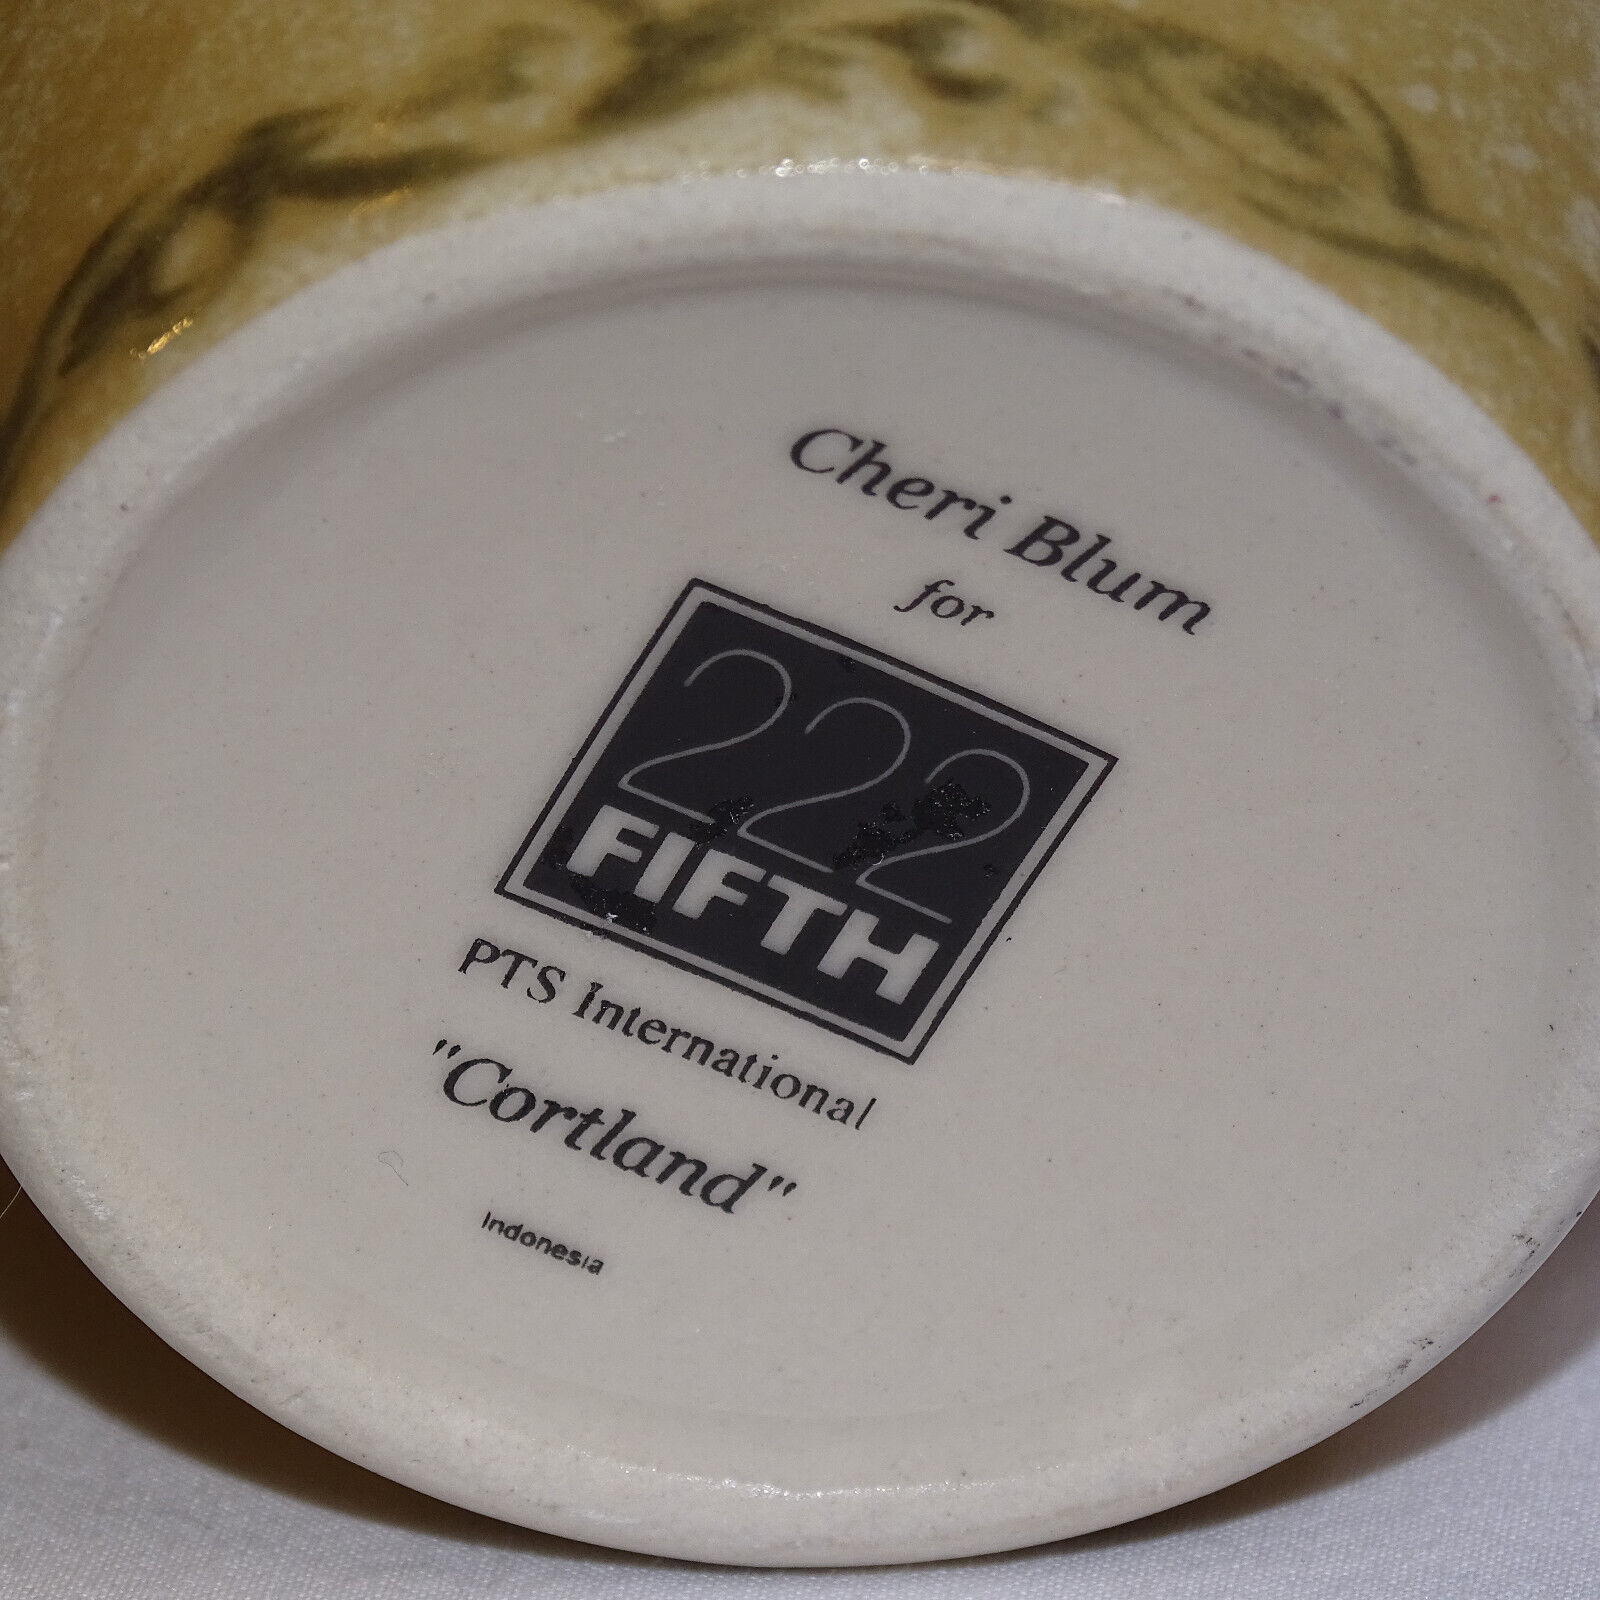 Cheri Blum
for
222
FIFTH
PTS International
"Cortland"
Indonesia